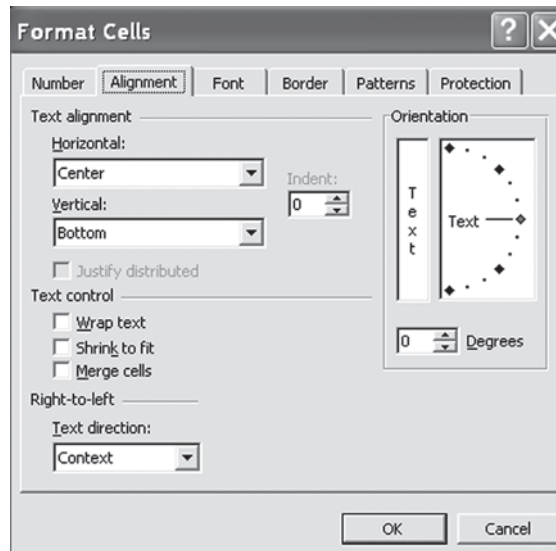 Format Cells ? X
Number Alignment Font Border Patterns Protection
Text alignment
Horizontal:
Center
Indent:
0
Vertical:
Bottom
Justify distributed
Text control
Wrap text
Shrink to fit
Merge cells
Right-to-left
Text direction:
Context
Orientation
Text
Text
0 Degrees
OK Cancel